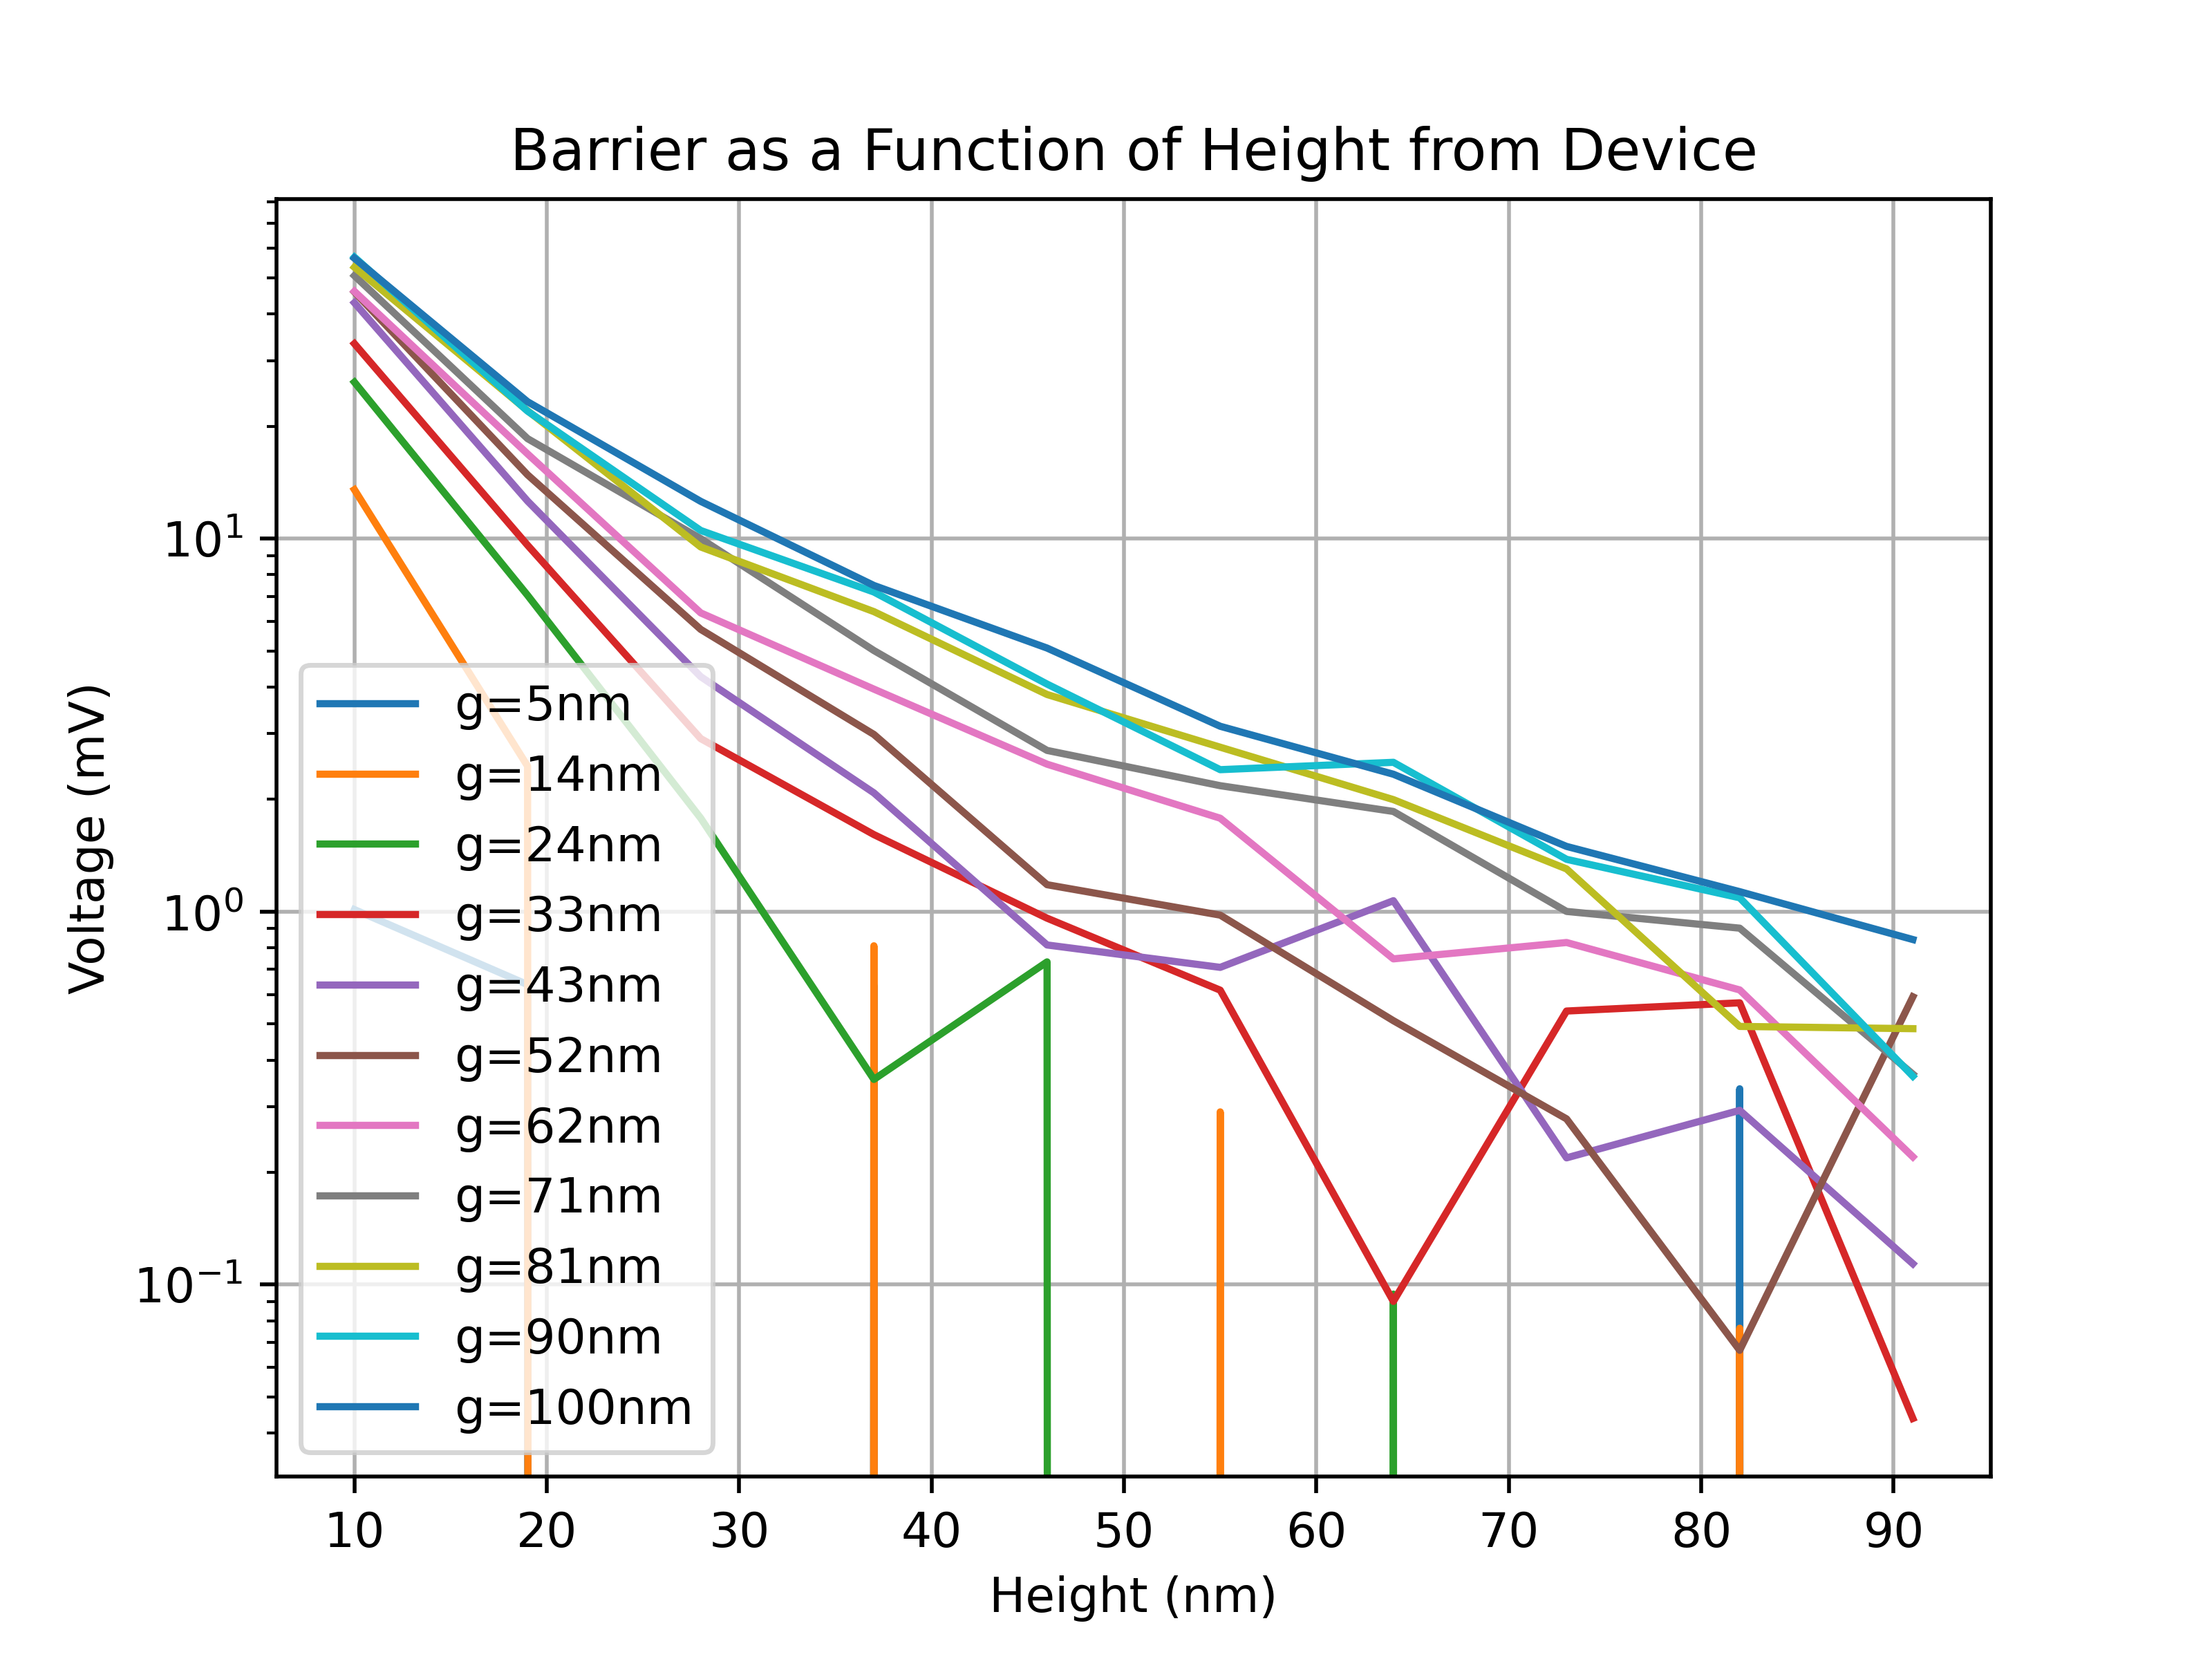 Barrier as a Function of Height from Device
Voltage (mV)
10¹
10⁰
10⁻¹
g=5nm
g=14nm
g=24nm
g=33nm
g=43nm
g=52nm
g=62nm
g=71nm
g=81nm
g=90nm
g=100nm
10 20 30 40 50 60 70 80 90
Height (nm)